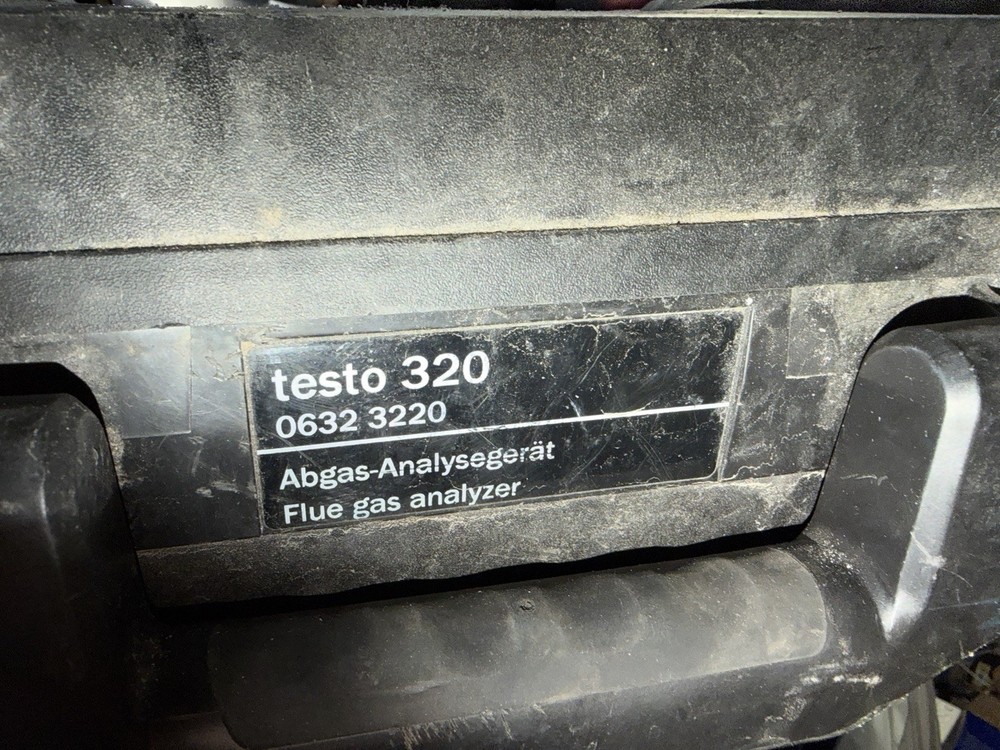 testo 320
0632 3220
Abgas-Analysegerät
Flue gas analyzer